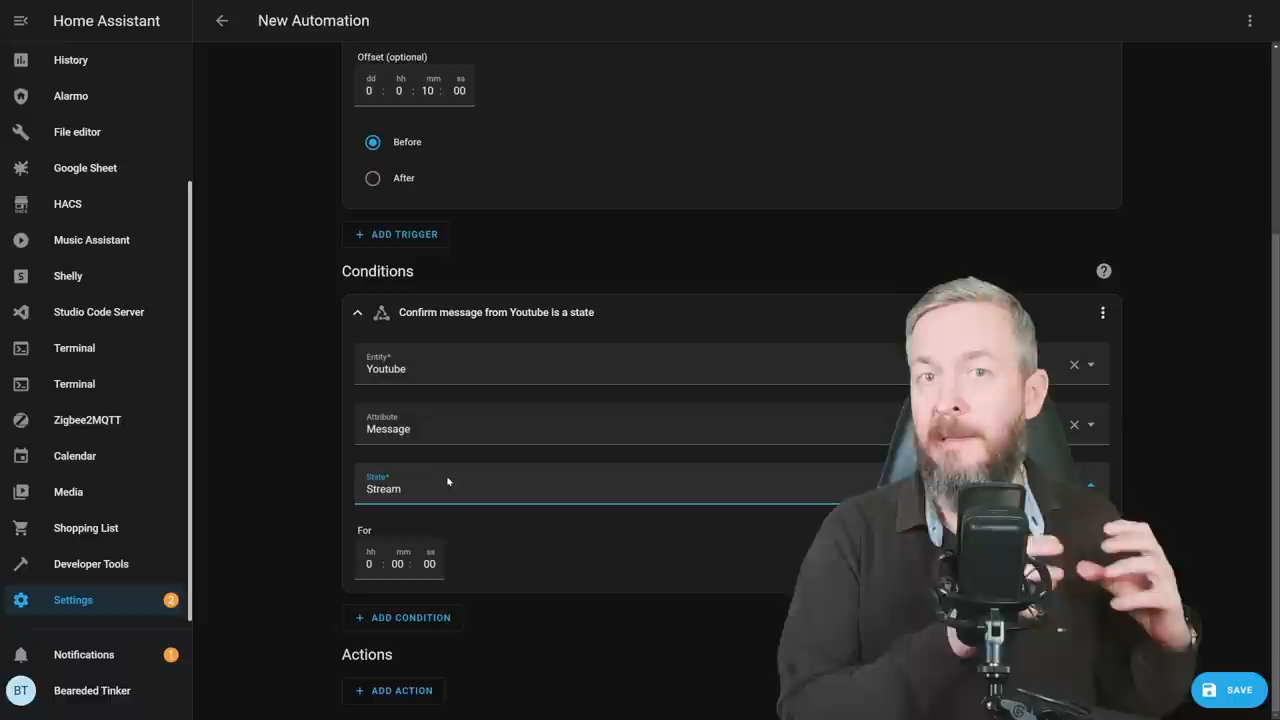 Home Assistant
New Automation
History
Alarmo
File editor
Google Sheet
HACS
HACS
Music Assistant
Shelly
Studio Code Server
Terminal
Terminal
Zigbee2MQTT
Calendar
Media
Shopping List
Developer Tools
Settings 2
Notifications 1
BT Beareded Tinker
Offset (optional)
dd hh mm ss
0 : 0 : 10 : 00
Before
After
+ ADD TRIGGER
Conditions
Confirm message from Youtube is a state
Entity*
Youtube
Attribute
Message
State*
Stream
For
hh mm ss
0 : 00 : 00
+ ADD CONDITION
Actions
+ ADD ACTION
SAVE